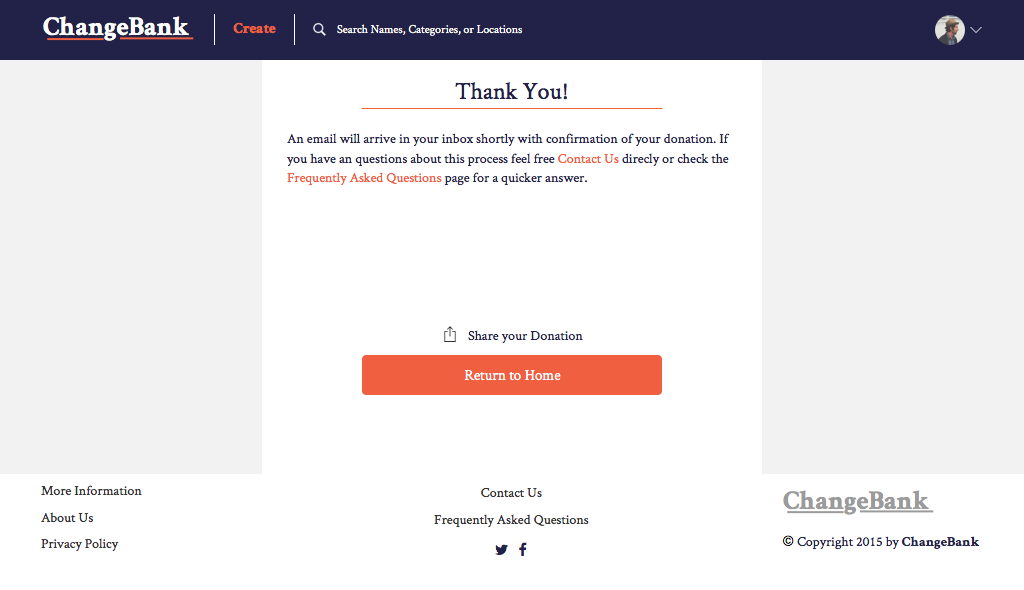 ChangeBank
Create
Search Names, Categories, or Locations
Thank You!
An email will arrive in your inbox shortly with confirmation of your donation. If
you have an questions about this process feel free Contact Us direcly or check the
Frequently Asked Questions page for a quicker answer.
Share your Donation
Return to Home
More Information
About Us
Privacy Policy
Contact Us
Frequently Asked Questions
ChangeBank
© Copyright 2015 by ChangeBank